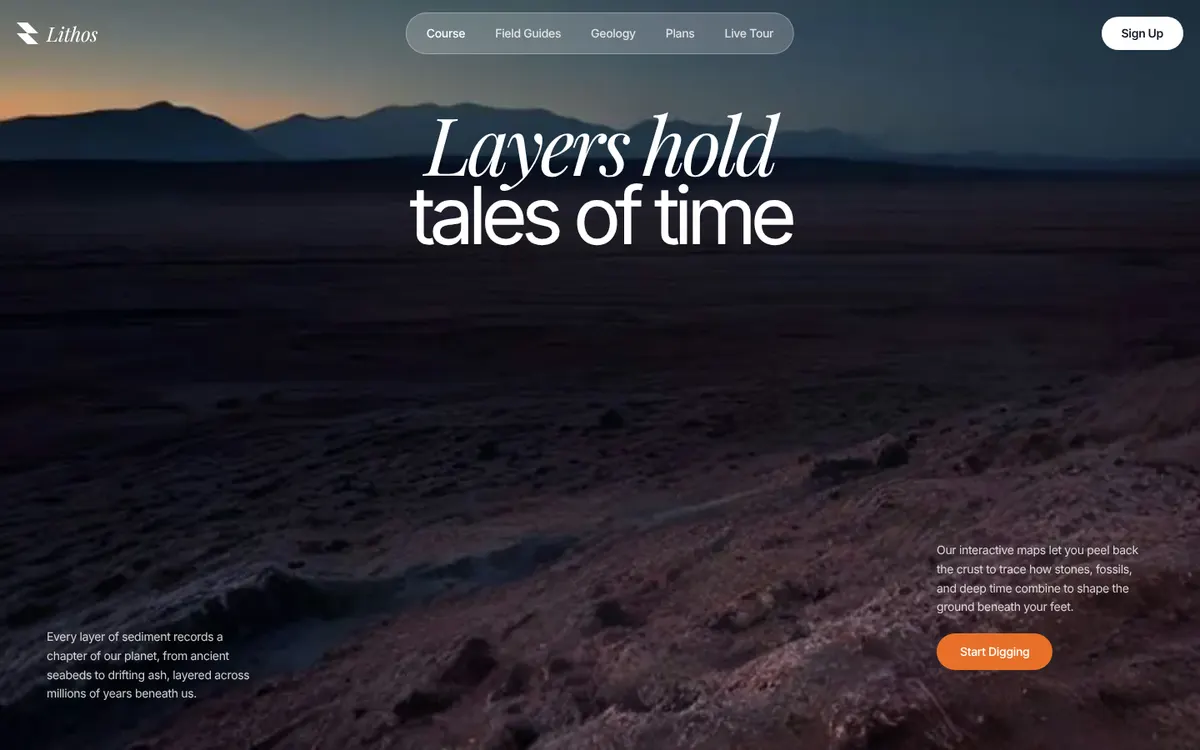 Lithos
Course
Field Guides
Geology
Plans
Live Tour
Sign Up
Layers hold
tales of time
Every layer of sediment records a
chapter of our planet, from ancient
seabeds to drifting ash, layered across
millions of years beneath us.
Our interactive maps let you peel back
the crust to trace how stones, fossils,
and deep time combine to shape the
ground beneath your feet.
Start Digging